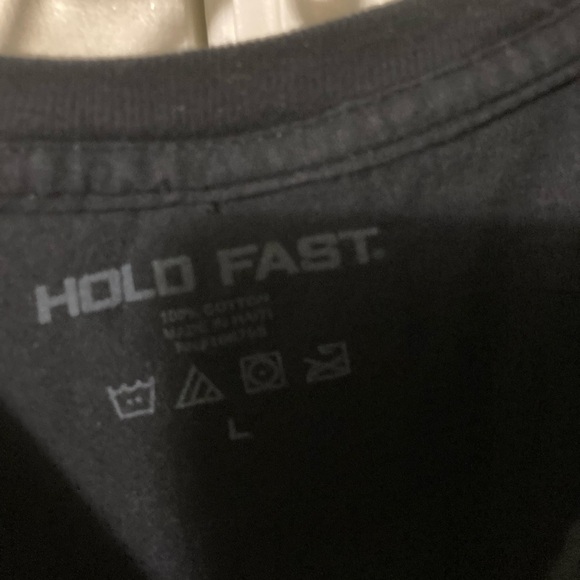 HOLD FAST
100% COTTON
MADE IN HAITI
L